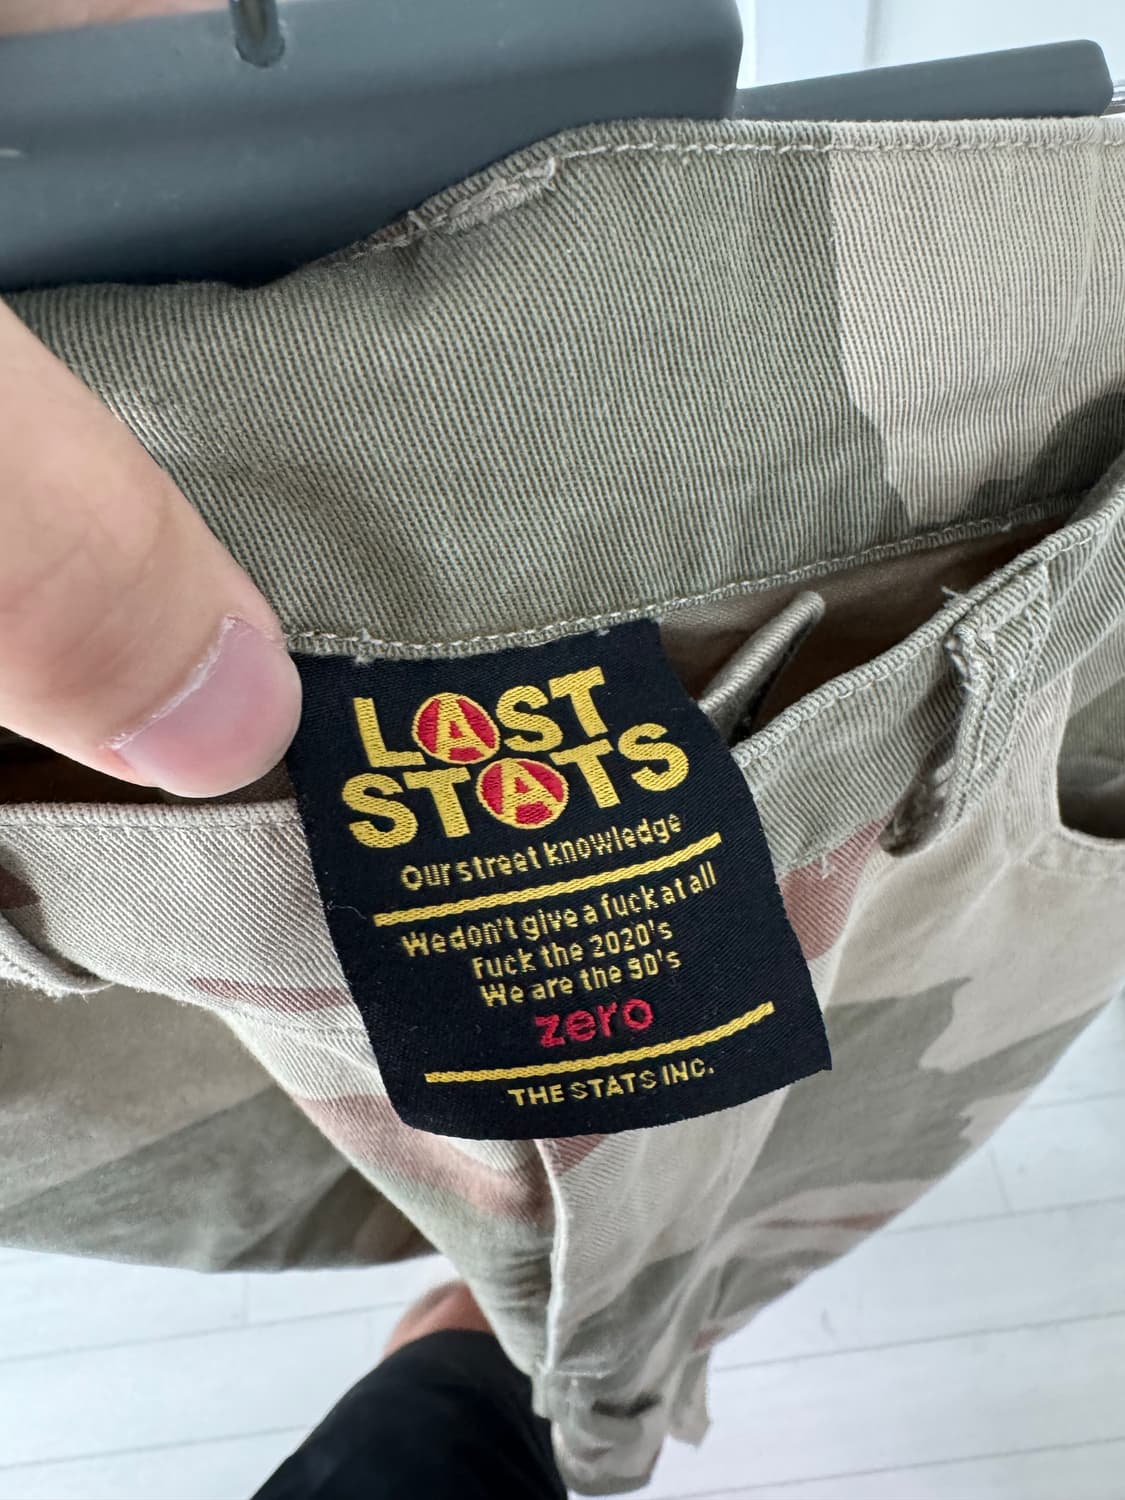 LAST
STATS
Our street knowledge
We don't give a fuck at all
Fuck the 2020's
We are the 90's
zero
THE STATS INC.